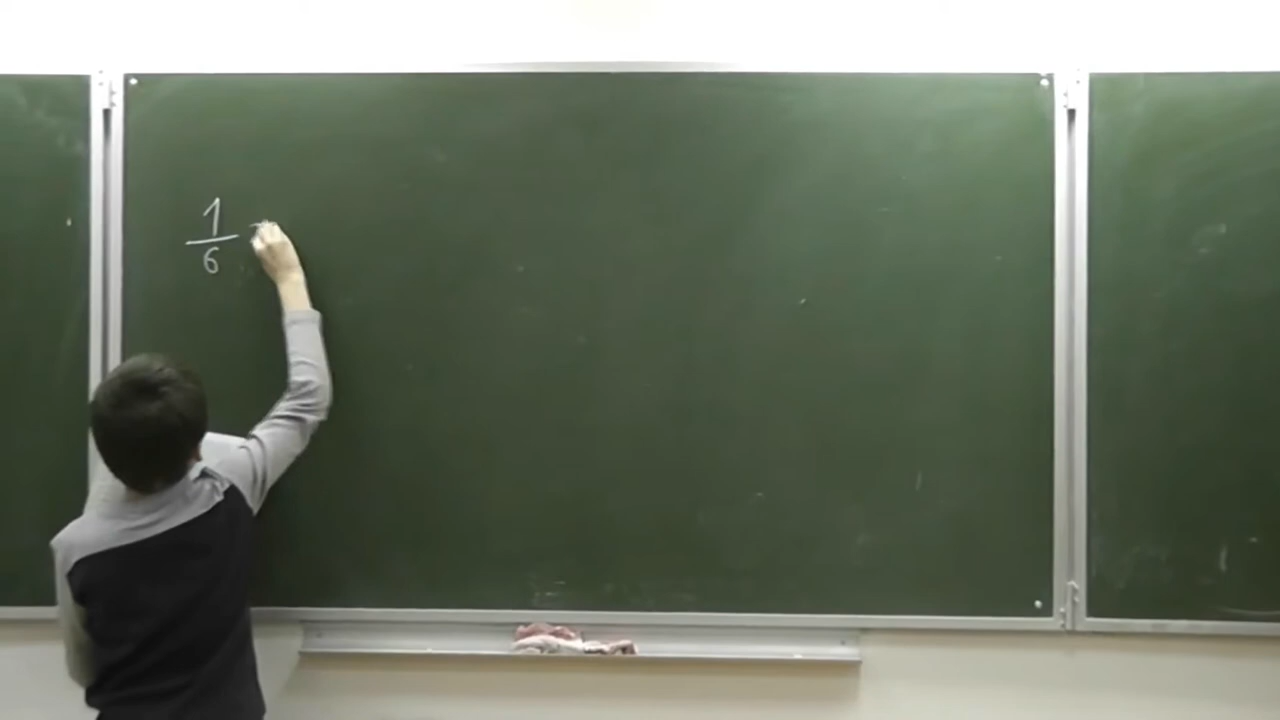 1/6 =